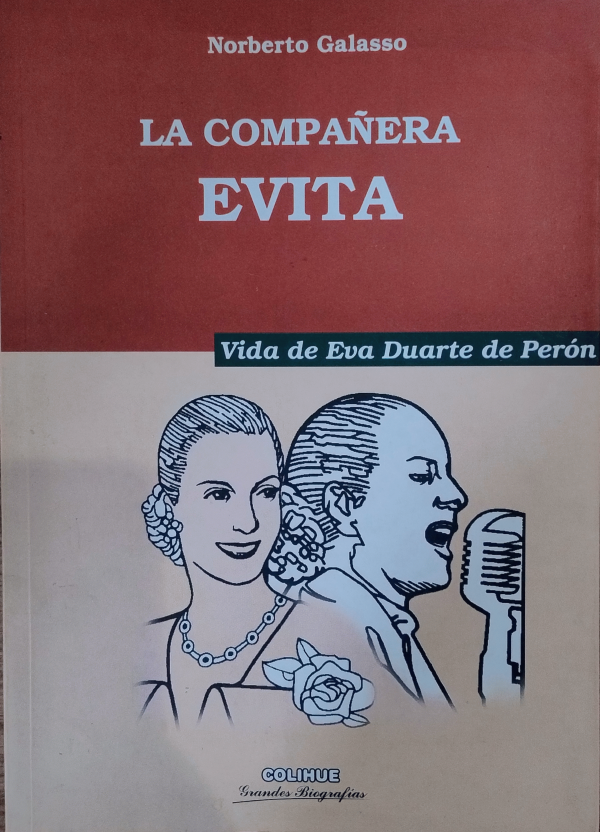 Norberto Galasso
LA COMPAÑERA
EVITA
Vida de Eva Duarte de Perón
COLIHUE
Grandes Biografías